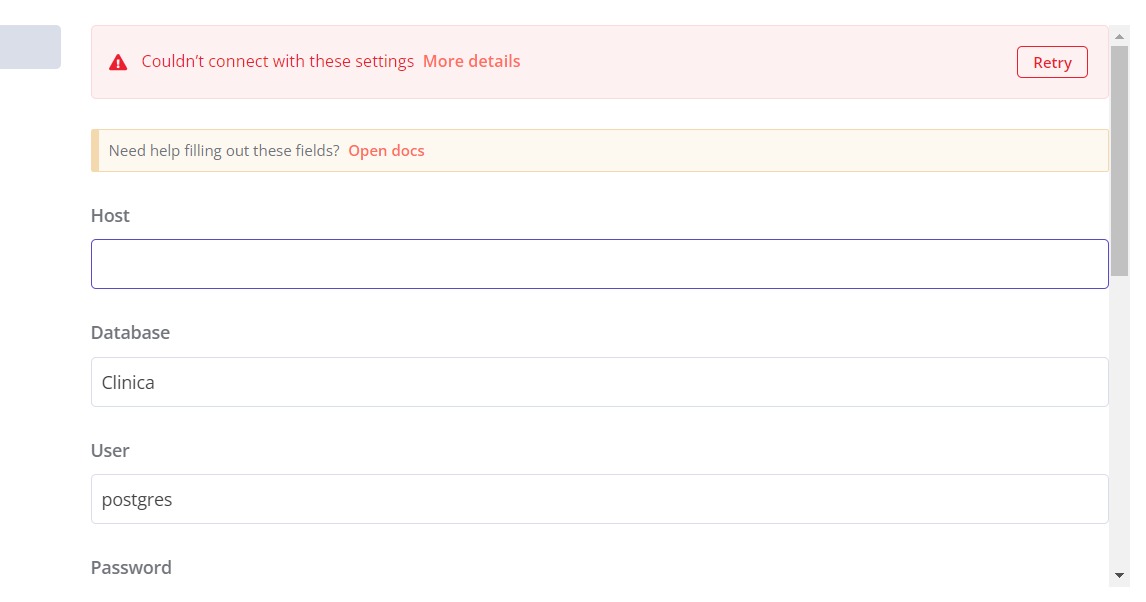 Couldn't connect with these settings More details
Retry
Need help filling out these fields? Open docs
Host
Database
Clinica
User
postgres
Password